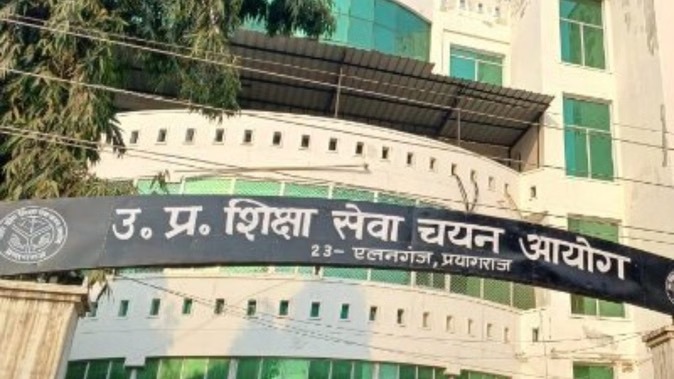 उ. प्र. शिक्षा सेवा चयन आयोग
23- एलनगंज, प्रयागराज